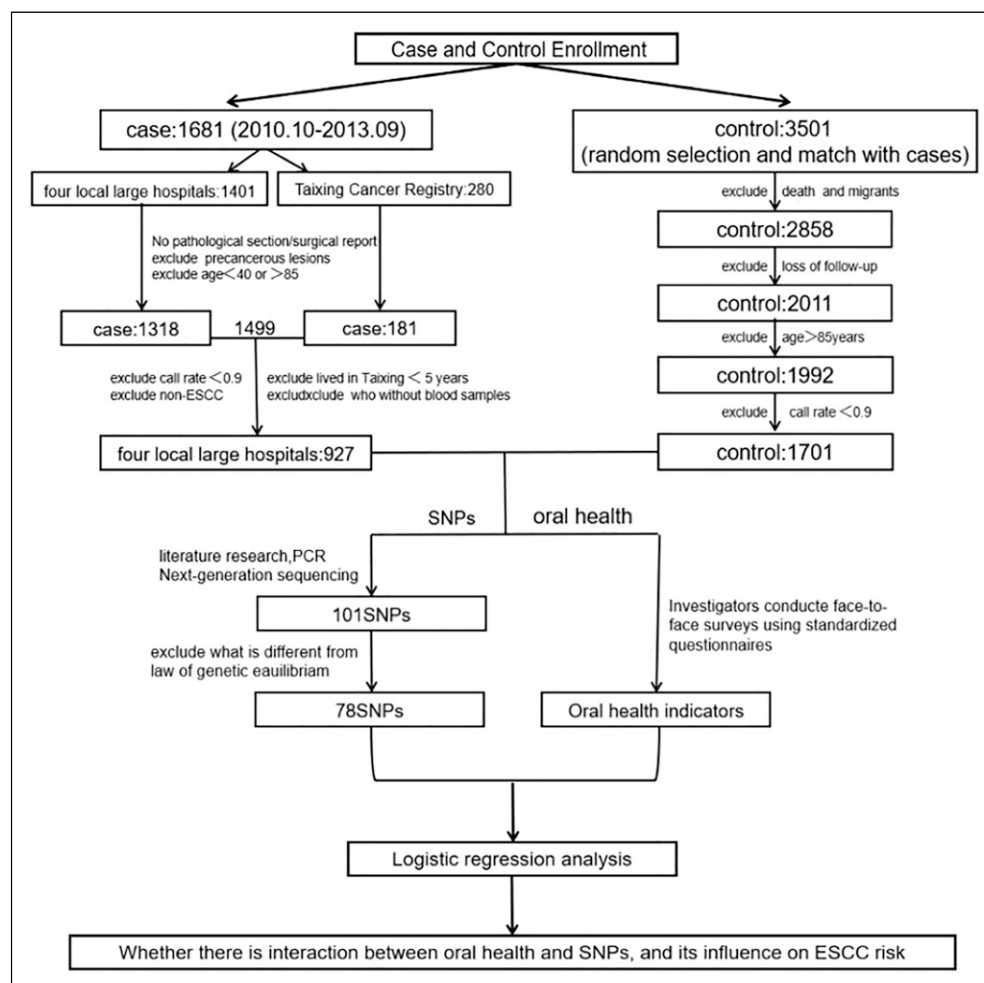 Case and Control Enrollment
case:1681 (2010.10-2013.09)
control:3501
(random selection and match with cases)
four local large hospitals:1401
Taixing Cancer Registry:280
exclude death and migrants
control:2858
No pathological section/surgical report
exclude precancerous lesions
exclude age<40 or >85
exclude loss of follow-up
control:2011
case:1318
1499
case:181
exclude age>85years
control:1992
exclude call rate <0.9
exclude non-ESCC
exclude lived in Taixing < 5 years
excludxclude who without blood samples
exclude call rate <0.9
four local large hospitals:927
control:1701
SNPs
oral health
literature research,PCR
Next-generation sequencing
101SNPs
Investigators conducte face-to-
face surveys using standardized
questionnaires
exclude what is different from
law of genetic eauilibriam
78SNPs
Oral health indicators
Logistic regression analysis
Whether there is interaction between oral health and SNPs, and its influence on ESCC risk